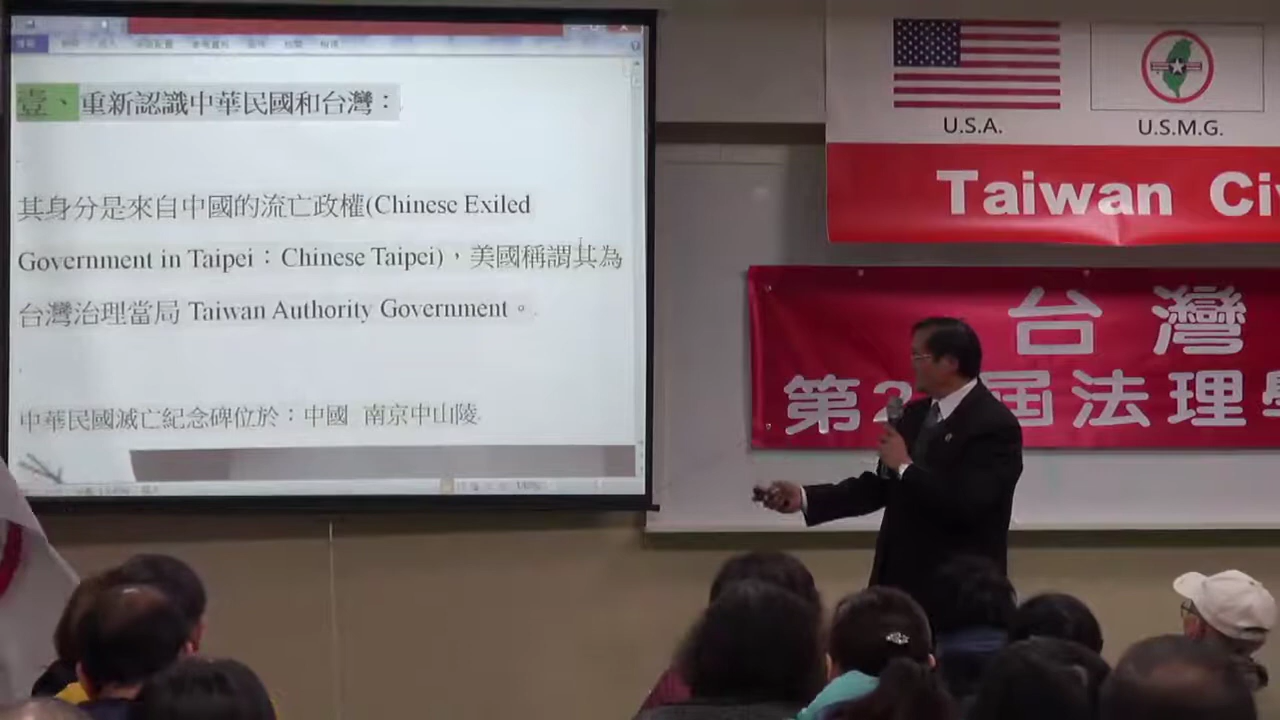 壹、重新認識中華民國和台灣：
其身分是來自中國的流亡政權(Chinese Exiled
Government in Taipei：Chinese Taipei)，美國稱謂其為
台灣治理當局 Taiwan Authority Government。
中華民國滅亡紀念碑位於：中國 南京中山陵
U.S.A.
U.S.M.G.
Taiwan Ci
台灣
第2 屆法理學